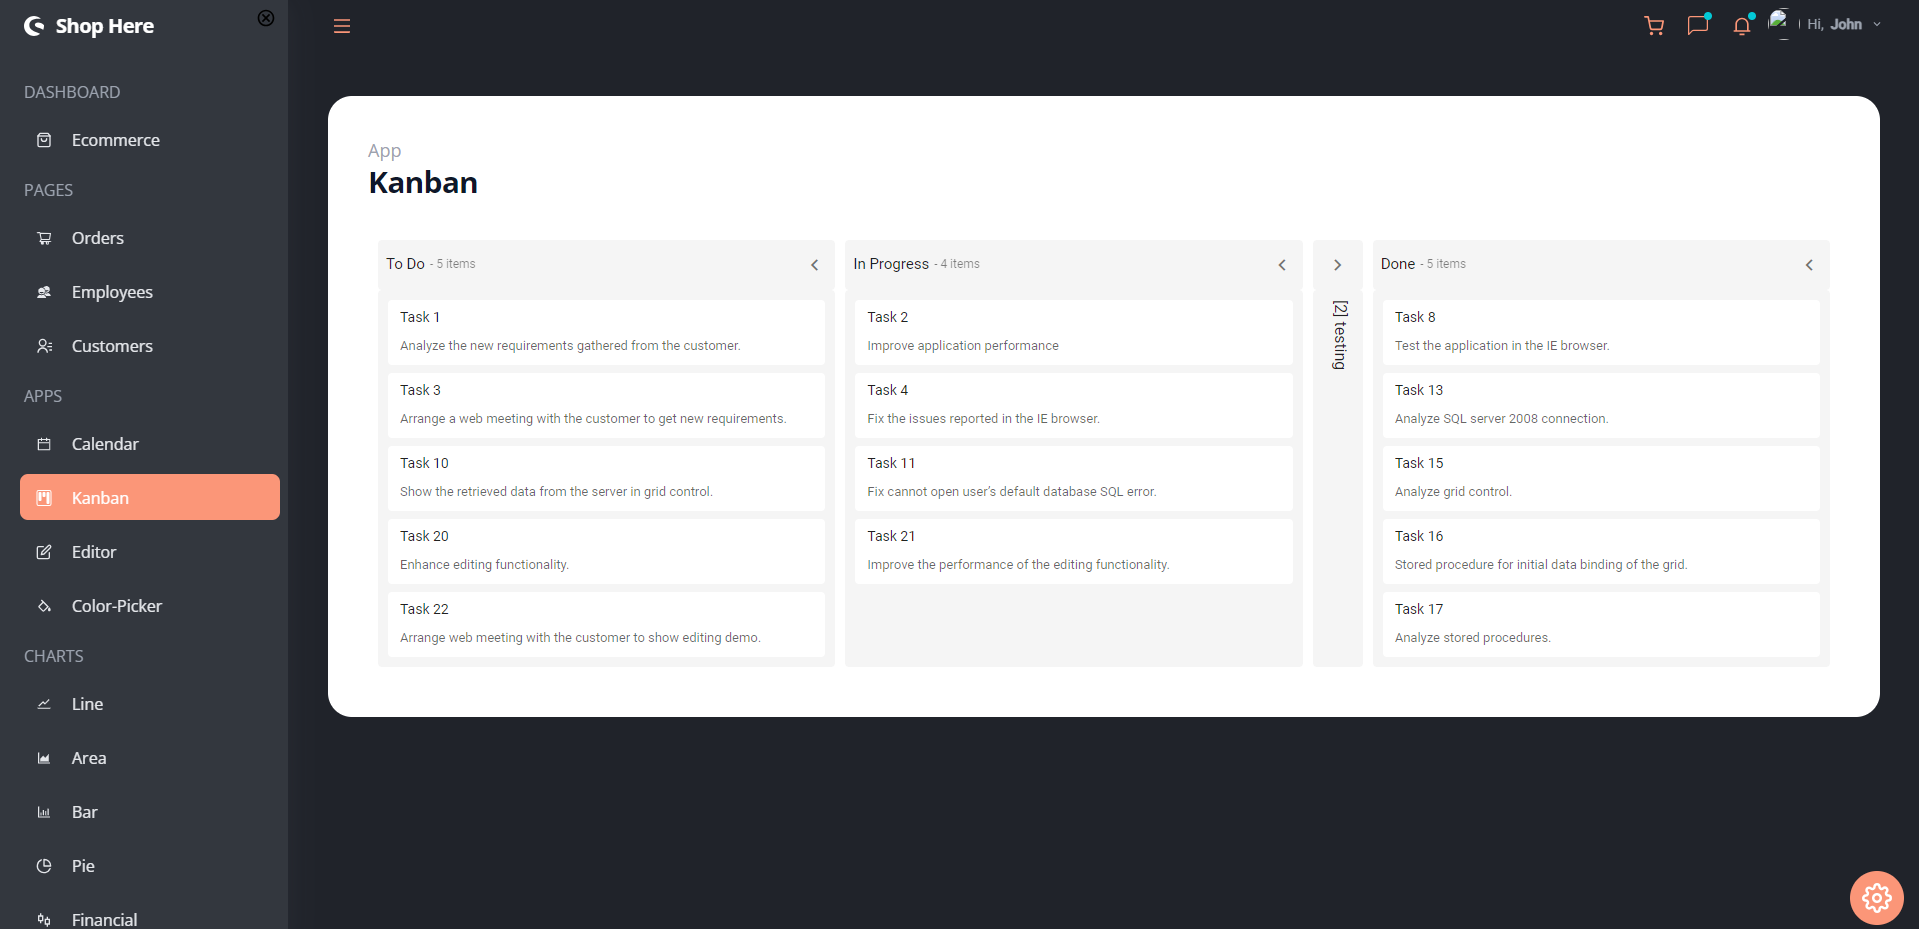 Shop Here
Hi, John
DASHBOARD
Ecommerce
PAGES
Orders
Employees
Customers
APPS
Calendar
Kanban
Editor
Color-Picker
CHARTS
Line
Area
Bar
Pie
Financial
App
Kanban
To Do - 5 items
Task 1
Analyze the new requirements gathered from the customer.
Task 3
Arrange a web meeting with the customer to get new requirements.
Task 10
Show the retrieved data from the server in grid control.
Task 20
Enhance editing functionality.
Task 22
Arrange web meeting with the customer to show editing demo.
In Progress - 4 items
Task 2
Improve application performance
Task 4
Fix the issues reported in the IE browser.
Task 11
Fix cannot open user’s default database SQL error.
Task 21
Improve the performance of the editing functionality.
[2] testing
Done - 5 items
Task 8
Test the application in the IE browser.
Task 13
Analyze SQL server 2008 connection.
Task 15
Analyze grid control.
Task 16
Stored procedure for initial data binding of the grid.
Task 17
Analyze stored procedures.